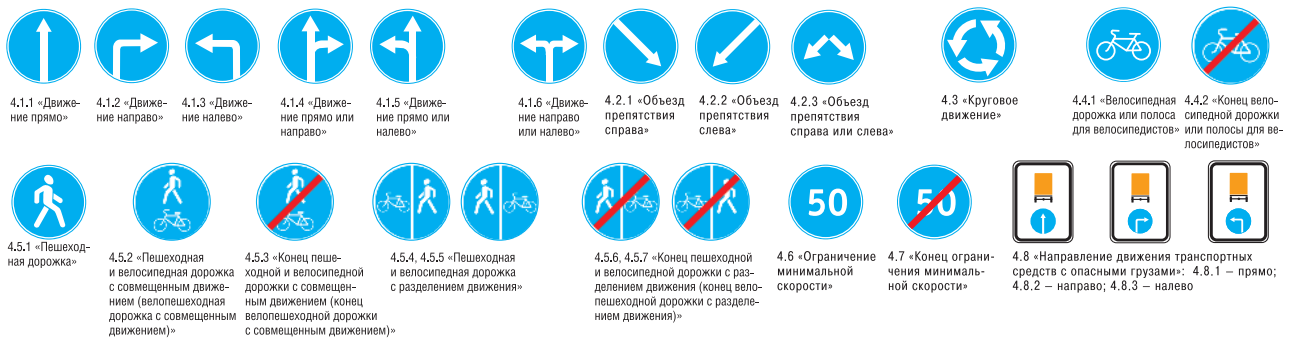 4.1.1 «Движе-
ние прямо»
4.1.2 «Движе-
ние направо»
4.1.3 «Движе-
ние налево»
4.1.4 «Движе-
ние прямо или
направо»
4.1.5 «Движе-
ние прямо или
налево»
4.1.6 «Движе-
ние направо
или налево»
4.2.1 «Объезд
препятствия
справа»
4.2.2 «Объезд
препятствия
слева»
4.2.3 «Объезд
препятствия
справа или слева»
4.3 «Круговое
движение»
4.4.1 «Велосипедная
дорожка или полоса
для велосипедистов»
4.4.2 «Конец вело-
сипедной дорожки
или полосы для ве-
лосипедистов»
4.5.1 «Пешеход-
ная дорожка»
4.5.2 «Пешеходная
и велосипедная дорожка
с совмещенным движе-
нием (велопешеходная
дорожка с совмещенным
движением)»
4.5.3 «Конец пеше-
ходной и велосипедной
дорожки с совмещен-
ным движением (конец
велопешеходной дорожки
с совмещенным движением)»
4.5.4, 4.5.5 «Пешеходная
и велосипедная дорожка
с разделением движения»
4.5.6, 4.5.7 «Конец пешеходной
и велосипедной дорожки с раз-
делением движения (конец вело-
пешеходной дорожки с разделе-
нием движения)»
50
4.6 «Ограничение
минимальной
скорости»
50
4.7 «Конец ограни-
чения минималь-
ной скорости»
4.8 «Направление движения транспортных
средств с опасными грузами»: 4.8.1 – прямо;
4.8.2 – направо; 4.8.3 – налево